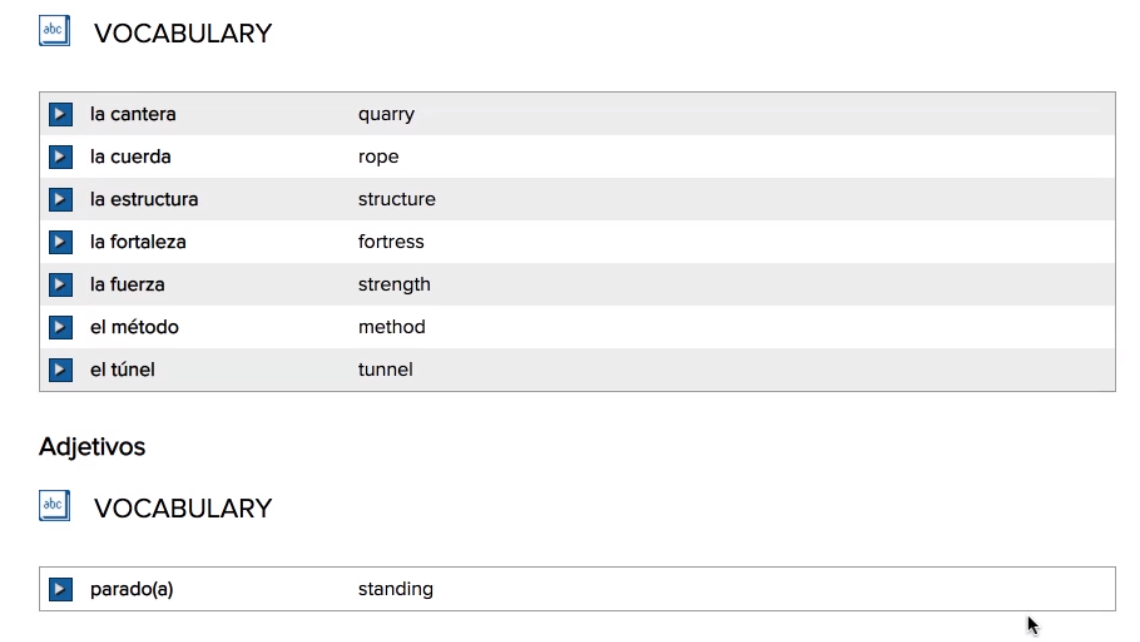 abc VOCABULARY
la cantera quarry
la cuerda rope
la estructura structure
la fortaleza fortress
la fuerza strength
el método method
el túnel tunnel
Adjetivos
abc VOCABULARY
parado(a) standing